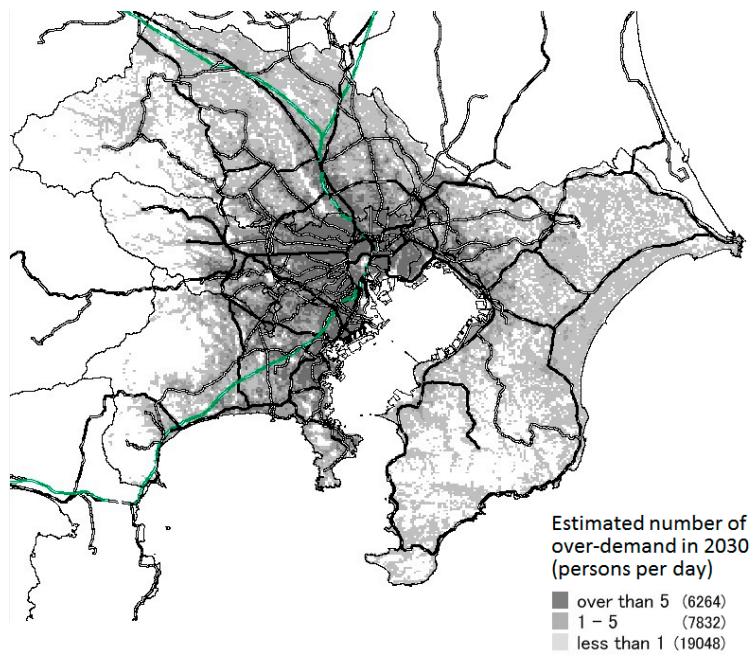 Estimated number of
over-demand in 2030
(persons per day)
over than 5 (6264)
1 – 5 (7832)
less than 1 (19048)